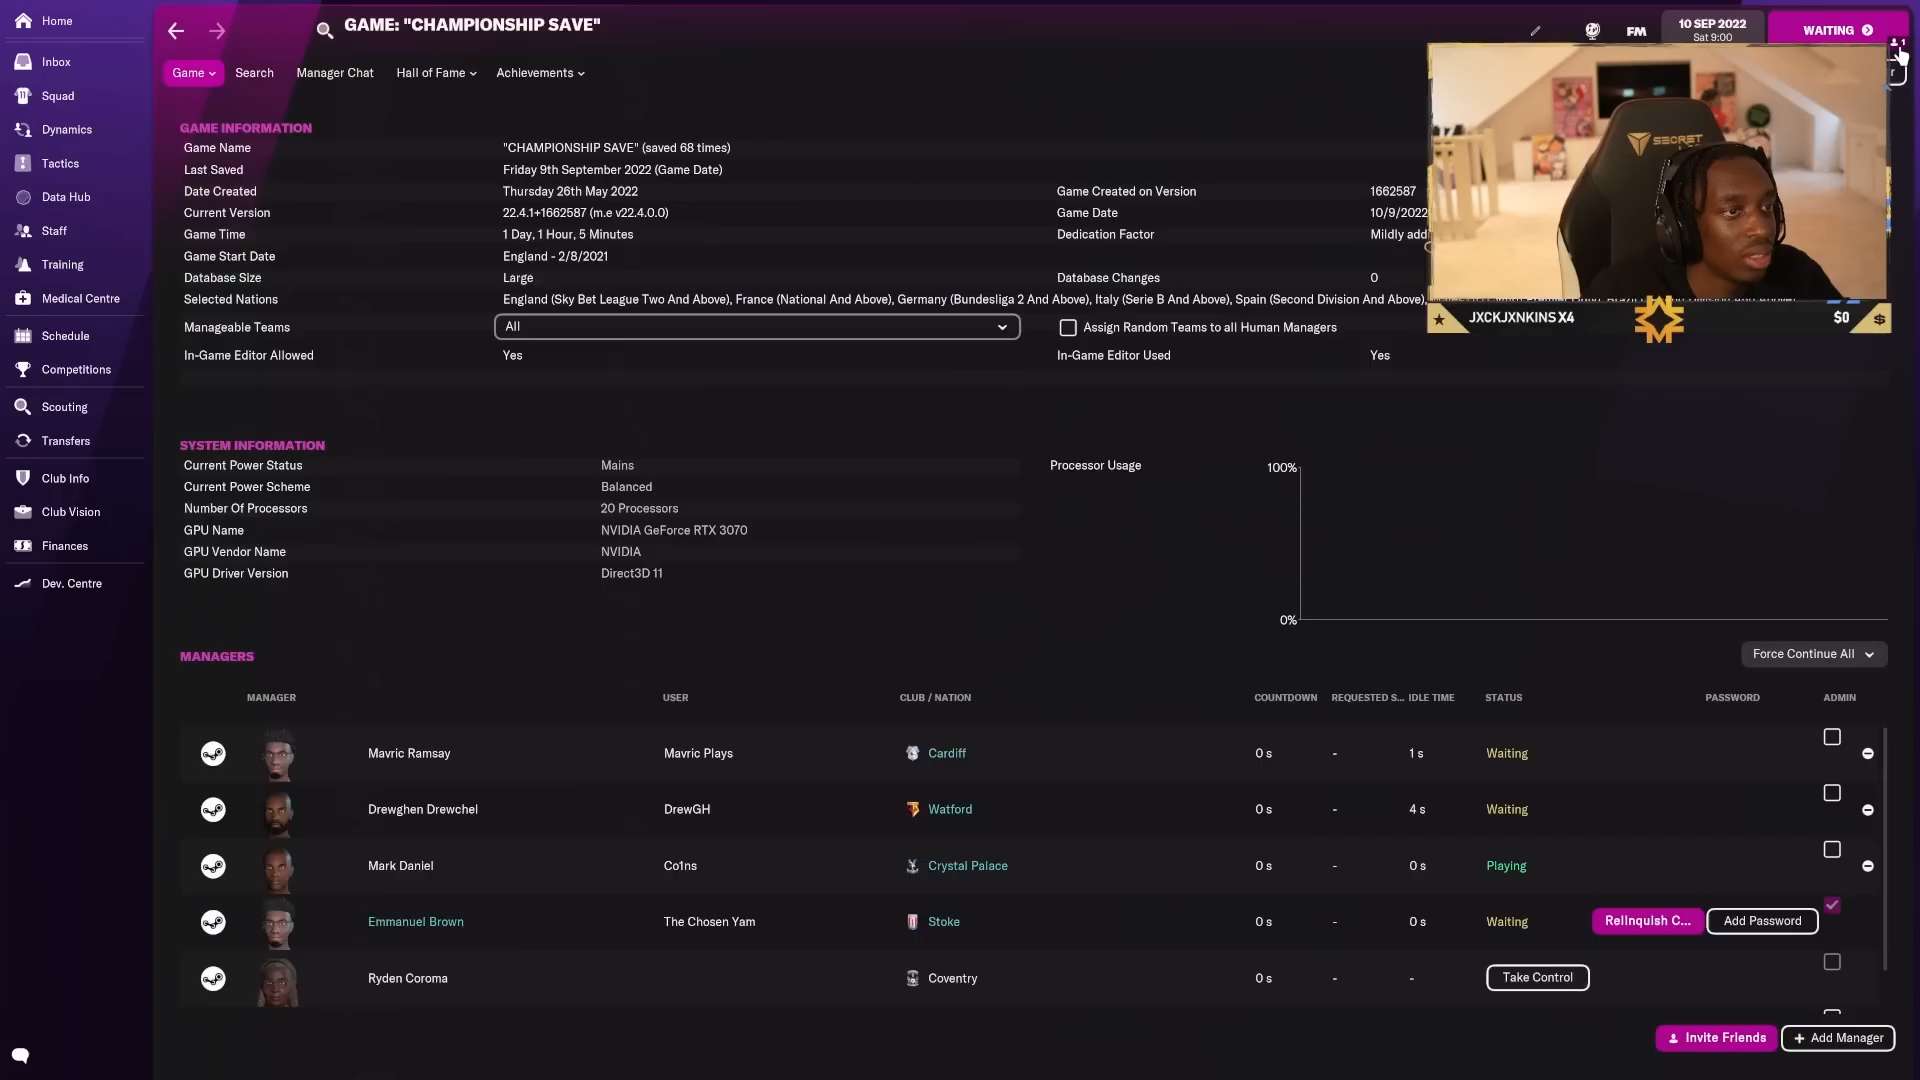 Home
GAME: "CHAMPIONSHIP SAVE"
FM
10 SEP 2022
Sat 9:00
WAITING
1
Inbox
Game
Search
Manager Chat
Hall of Fame
Achievements
r
Squad
Dynamics
Tactics
Data Hub
Staff
Training
Medical Centre
Schedule
Competitions
Scouting
Transfers
Club Info
Club Vision
Finances
Dev. Centre
GAME INFORMATION
Game Name "CHAMPIONSHIP SAVE" (saved 68 times)
Last Saved Friday 9th September 2022 (Game Date)
Date Created Thursday 26th May 2022 Game Created on Version 1662587
Current Version 22.4.1+1662587 (m.e v22.4.0.0) Game Date 10/9/2022
Game Time 1 Day, 1 Hour, 5 Minutes Dedication Factor Mildly add
Game Start Date England - 2/8/2021
Database Size Large Database Changes 0
Selected Nations England (Sky Bet League Two And Above), France (National And Above), Germany (Bundesliga 2 And Above), Italy (Serie B And Above), Spain (Second Division And Above),
Manageable Teams All Assign Random Teams to all Human Managers
In-Game Editor Allowed Yes In-Game Editor Used Yes
SECRET
JXCKJXNKINS X4
$0
$
SYSTEM INFORMATION
Current Power Status Mains
Current Power Scheme Balanced
Number Of Processors 20 Processors
GPU Name NVIDIA GeForce RTX 3070
GPU Vendor Name NVIDIA
GPU Driver Version Direct3D 11
Processor Usage
100%
0%
MANAGERS
Force Continue All
MANAGER USER CLUB / NATION COUNTDOWN REQUESTED S... IDLE TIME STATUS PASSWORD ADMIN
Mavric Ramsay Mavric Plays Cardiff 0 s - 1 s Waiting
Drewghen Drewchel DrewGH Watford 0 s - 4 s Waiting
Mark Daniel Co1ns Crystal Palace 0 s - 0 s Playing
Emmanuel Brown The Chosen Yam Stoke 0 s - 0 s Waiting Relinquish C... Add Password
Ryden Coroma Coventry 0 s - - Take Control
Invite Friends
+ Add Manager